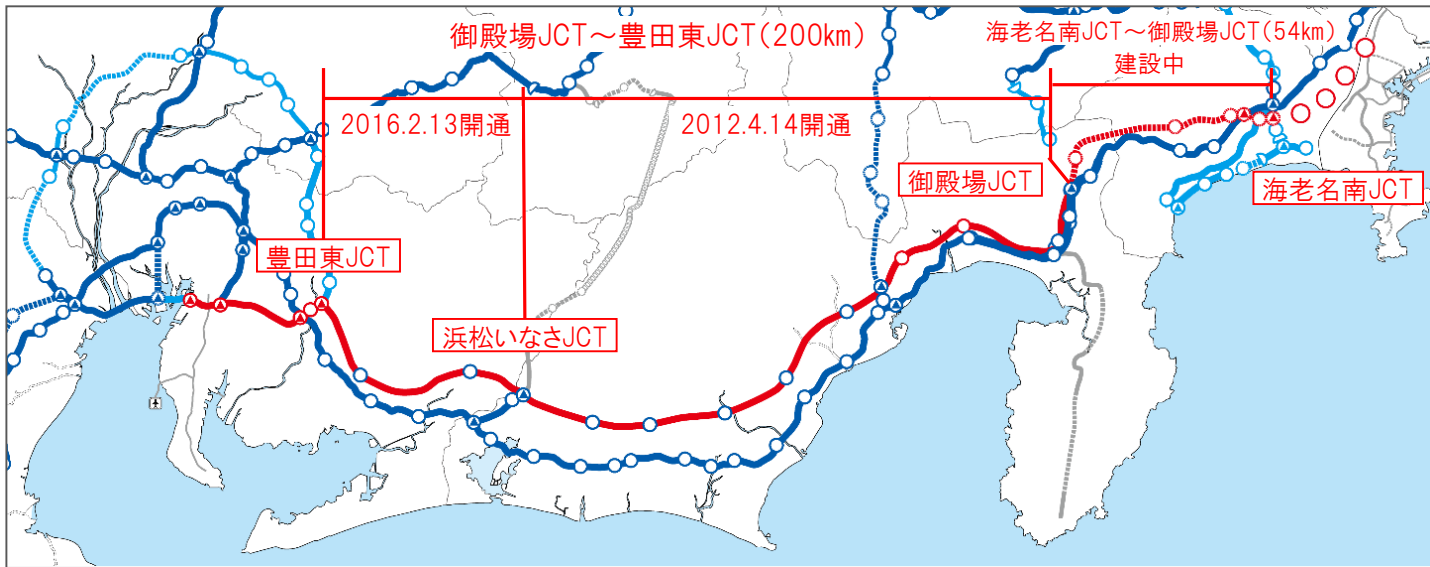 御殿場JCT～豊田東JCT(200km)
海老名南JCT～御殿場JCT(54km)
建設中
2016.2.13開通
2012.4.14開通
御殿場JCT
海老名南JCT
豊田東JCT
浜松いなさJCT